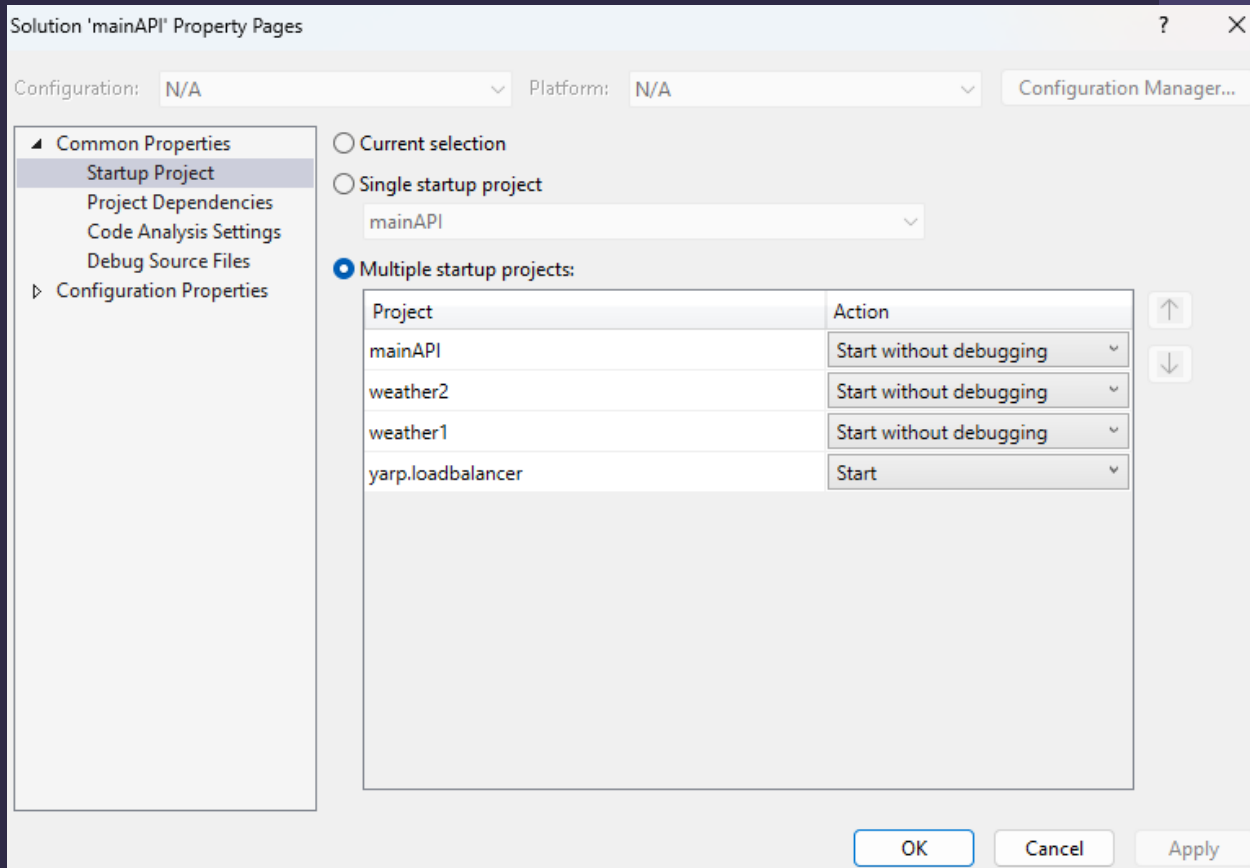 Solution 'mainAPI' Property Pages ?
Configuration: N/A Platform: N/A Configuration Manager...
Common Properties
Startup Project
Project Dependencies
Code Analysis Settings
Debug Source Files
Configuration Properties
Current selection
Single startup project
mainAPI
Multiple startup projects:
Project Action
mainAPI Start without debugging
weather2 Start without debugging
weather1 Start without debugging
yarp.loadbalancer Start
OK Cancel Apply